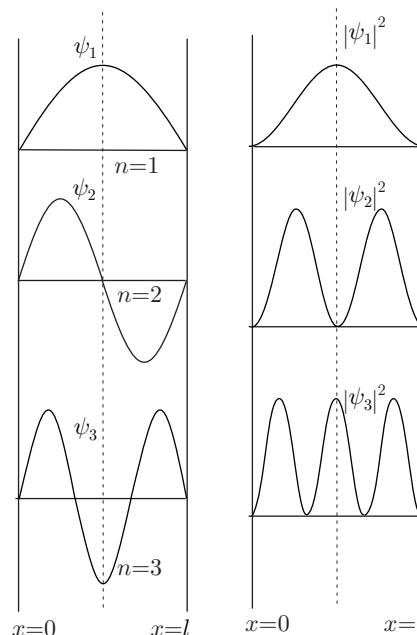 ψ₁
n=1
ψ₂
n=2
ψ₃
n=3
x=0 x=l
|ψ₁|²
|ψ₂|²
|ψ₃|²
x=0 x=